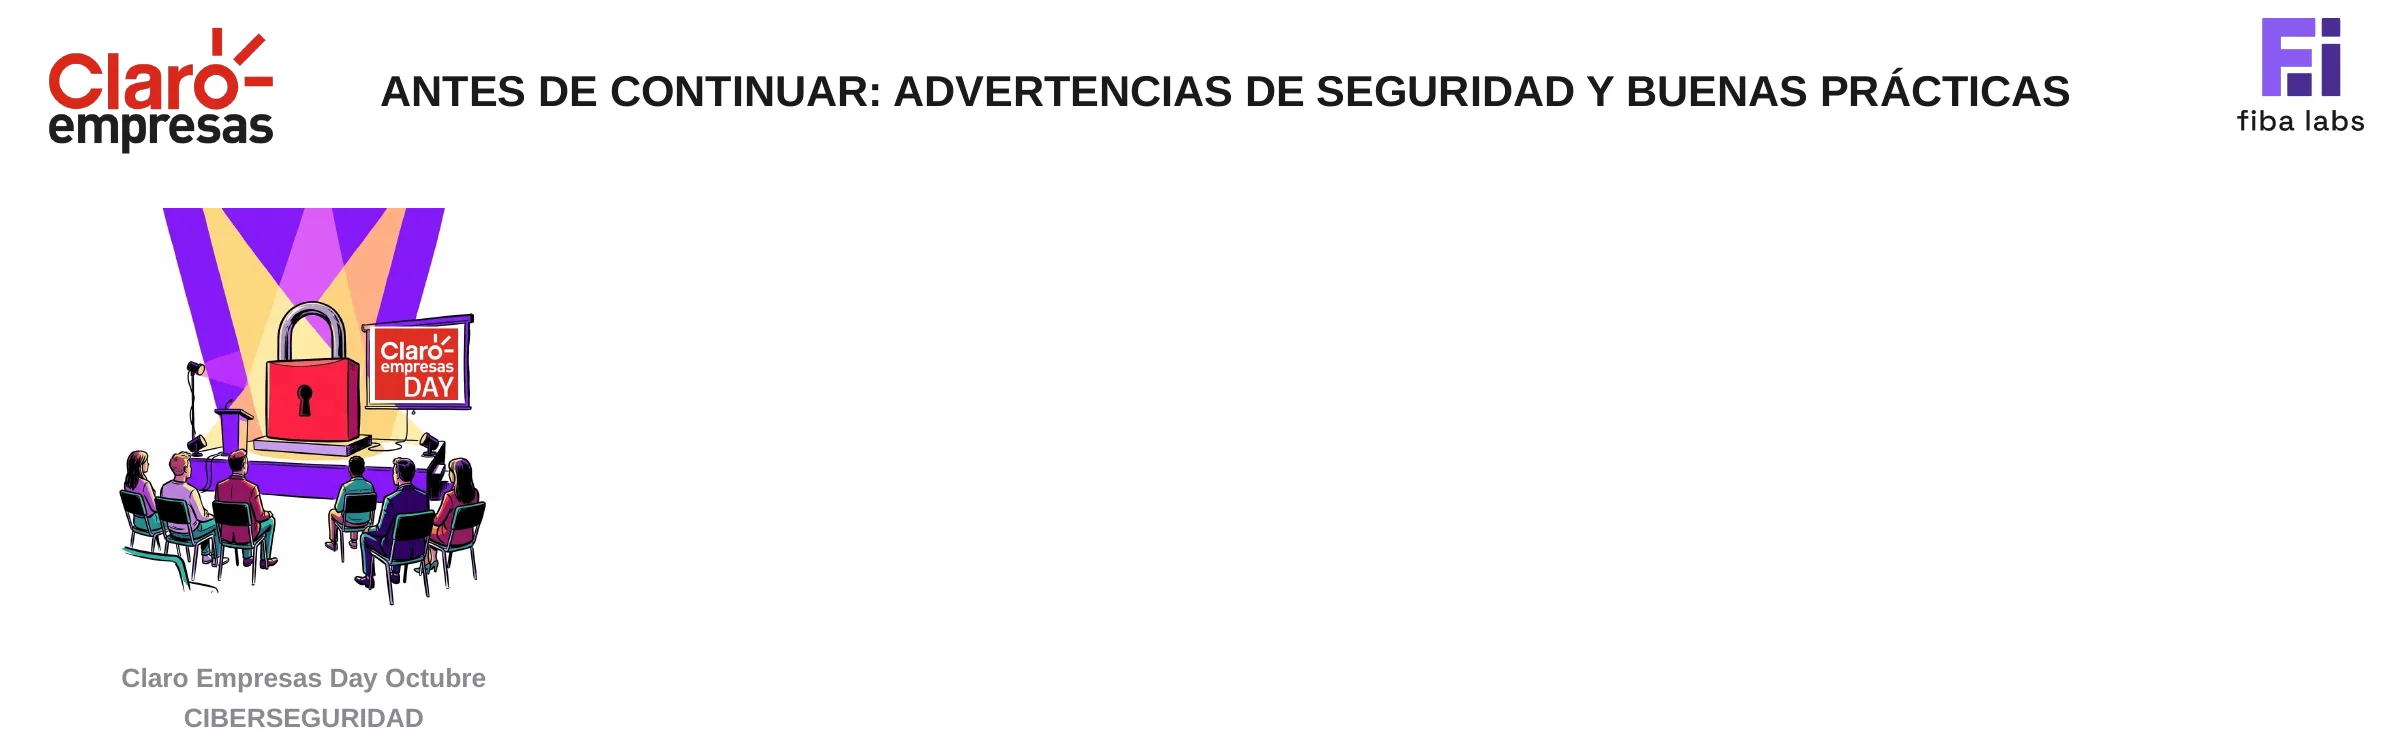 Claro-
empresas
ANTES DE CONTINUAR: ADVERTENCIAS DE SEGURIDAD Y BUENAS PRÁCTICAS
fiba labs
Claro-
empresas
DAY
Claro Empresas Day Octubre
CIBERSEGURIDAD